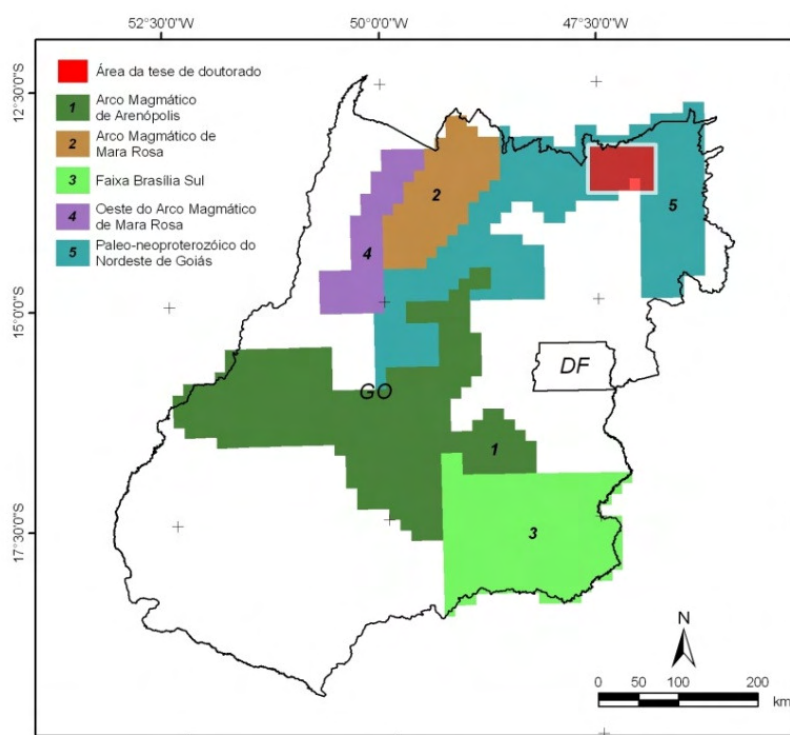 52°30'0"W
50°0'0"W
47°30'0"W
12°30'0"S
15°0'0"S
17°30'0"S
Área da tese de doutorado
1 Arco Magmático
de Arenópolis
2 Arco Magmático de
Mara Rosa
3 Faixa Brasília Sul
4 Oeste do Arco Magmático
de Mara Rosa
5 Paleo-neoproterozóico do
Nordeste de Goiás
2
5
4
DF
GO
1
3
N
0 50 100 200
km